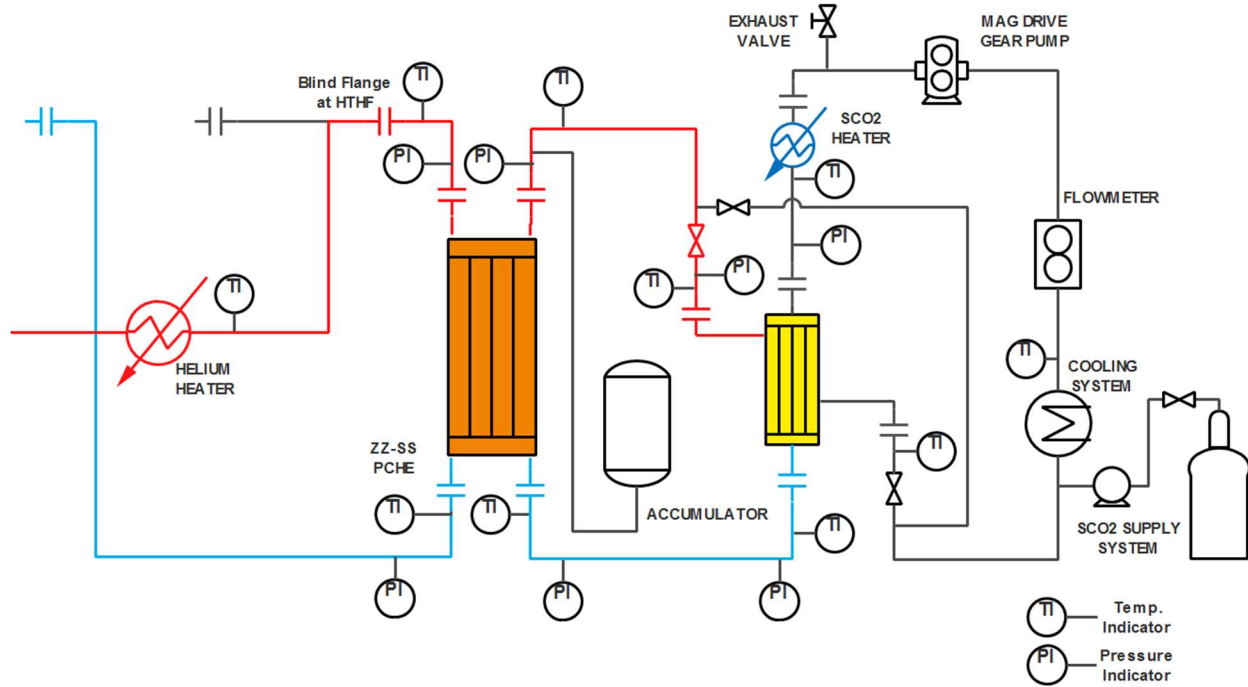 EXHAUST
VALVE
MAG DRIVE
GEAR PUMP
Blind Flange
at HTHF
TI
TI
PI
PI
SCO2
HEATER
TI
FLOWMETER
PI
TI
PI
TI
HELIUM
HEATER
TI
COOLING
SYSTEM
ZZ-SS
PCHE
TI
TI
TI
ACCUMULATOR
TI
SCO2 SUPPLY
SYSTEM
PI
PI
PI
TI
Temp.
Indicator
PI
Pressure
Indicator